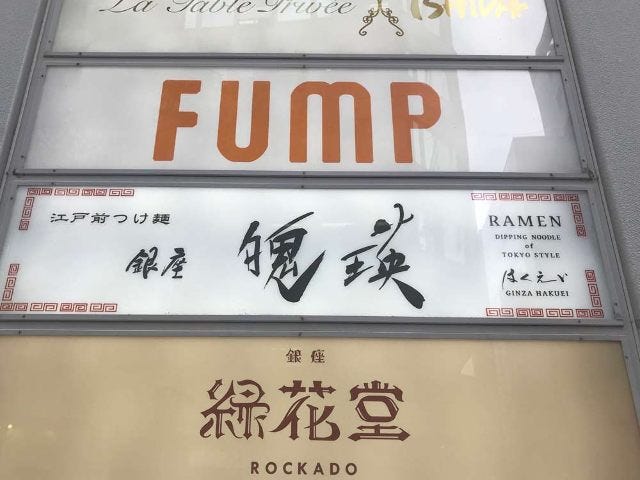 La Table Privée
FUMP
江戸前つけ麺
銀座 魄瑛
RAMEN
DIPPING NOODLE
of
TOKYO STYLE
はくえい
GINZA HAKUEI
銀座
緑花堂
ROCKADO